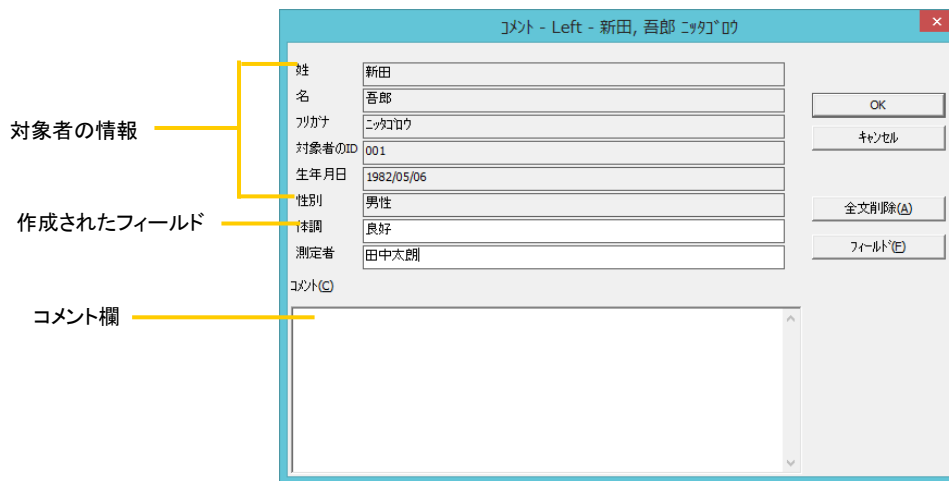 コメント - Left - 新田, 吾郎 ニッタゴロウ
×
姓 新田
名 吾郎
フリガナ ニッタゴロウ
対象者のID 001
生年月日 1982/05/06
性別 男性
体調 良好
測定者 田中太朗
コメント(C)
OK
キャンセル
全文削除(A)
フィールド(F)
対象者の情報
作成されたフィールド
コメント欄